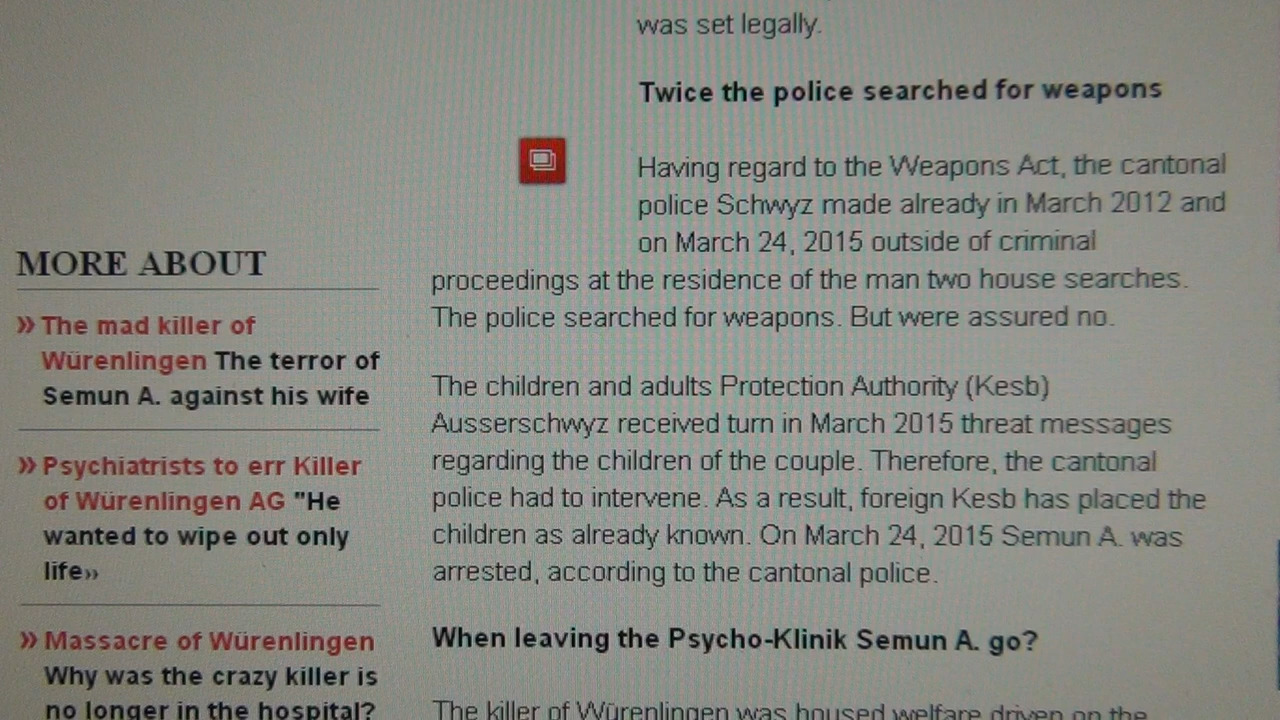 was set legally.
Twice the police searched for weapons
Having regard to the Weapons Act, the cantonal
police Schwyz made already in March 2012 and
on March 24, 2015 outside of criminal
proceedings at the residence of the man two house searches.
The police searched for weapons. But were assured no.
The children and adults Protection Authority (Kesb)
Ausserschwyz received turn in March 2015 threat messages
regarding the children of the couple. Therefore, the cantonal
police had to intervene. As a result, foreign Kesb has placed the
children as already known. On March 24, 2015 Semun A. was
arrested, according to the cantonal police.
When leaving the Psycho-Klinik Semun A. go?
The killer of Würenlingen was housed welfare driven on the
MORE ABOUT
» The mad killer of
Würenlingen The terror of
Semun A. against his wife
» Psychiatrists to err Killer
of Würenlingen AG "He
wanted to wipe out only
life»
» Massacre of Würenlingen
Why was the crazy killer is
no longer in the hospital?